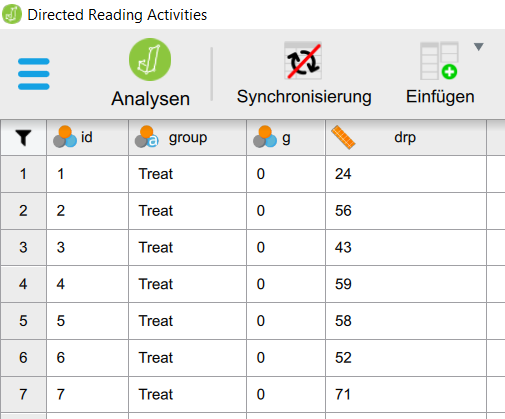 Directed Reading Activities
Analysen Synchronisierung Einfügen
id a group g drp
1 1 Treat 0 24
2 2 Treat 0 56
3 3 Treat 0 43
4 4 Treat 0 59
5 5 Treat 0 58
6 6 Treat 0 52
7 7 Treat 0 71